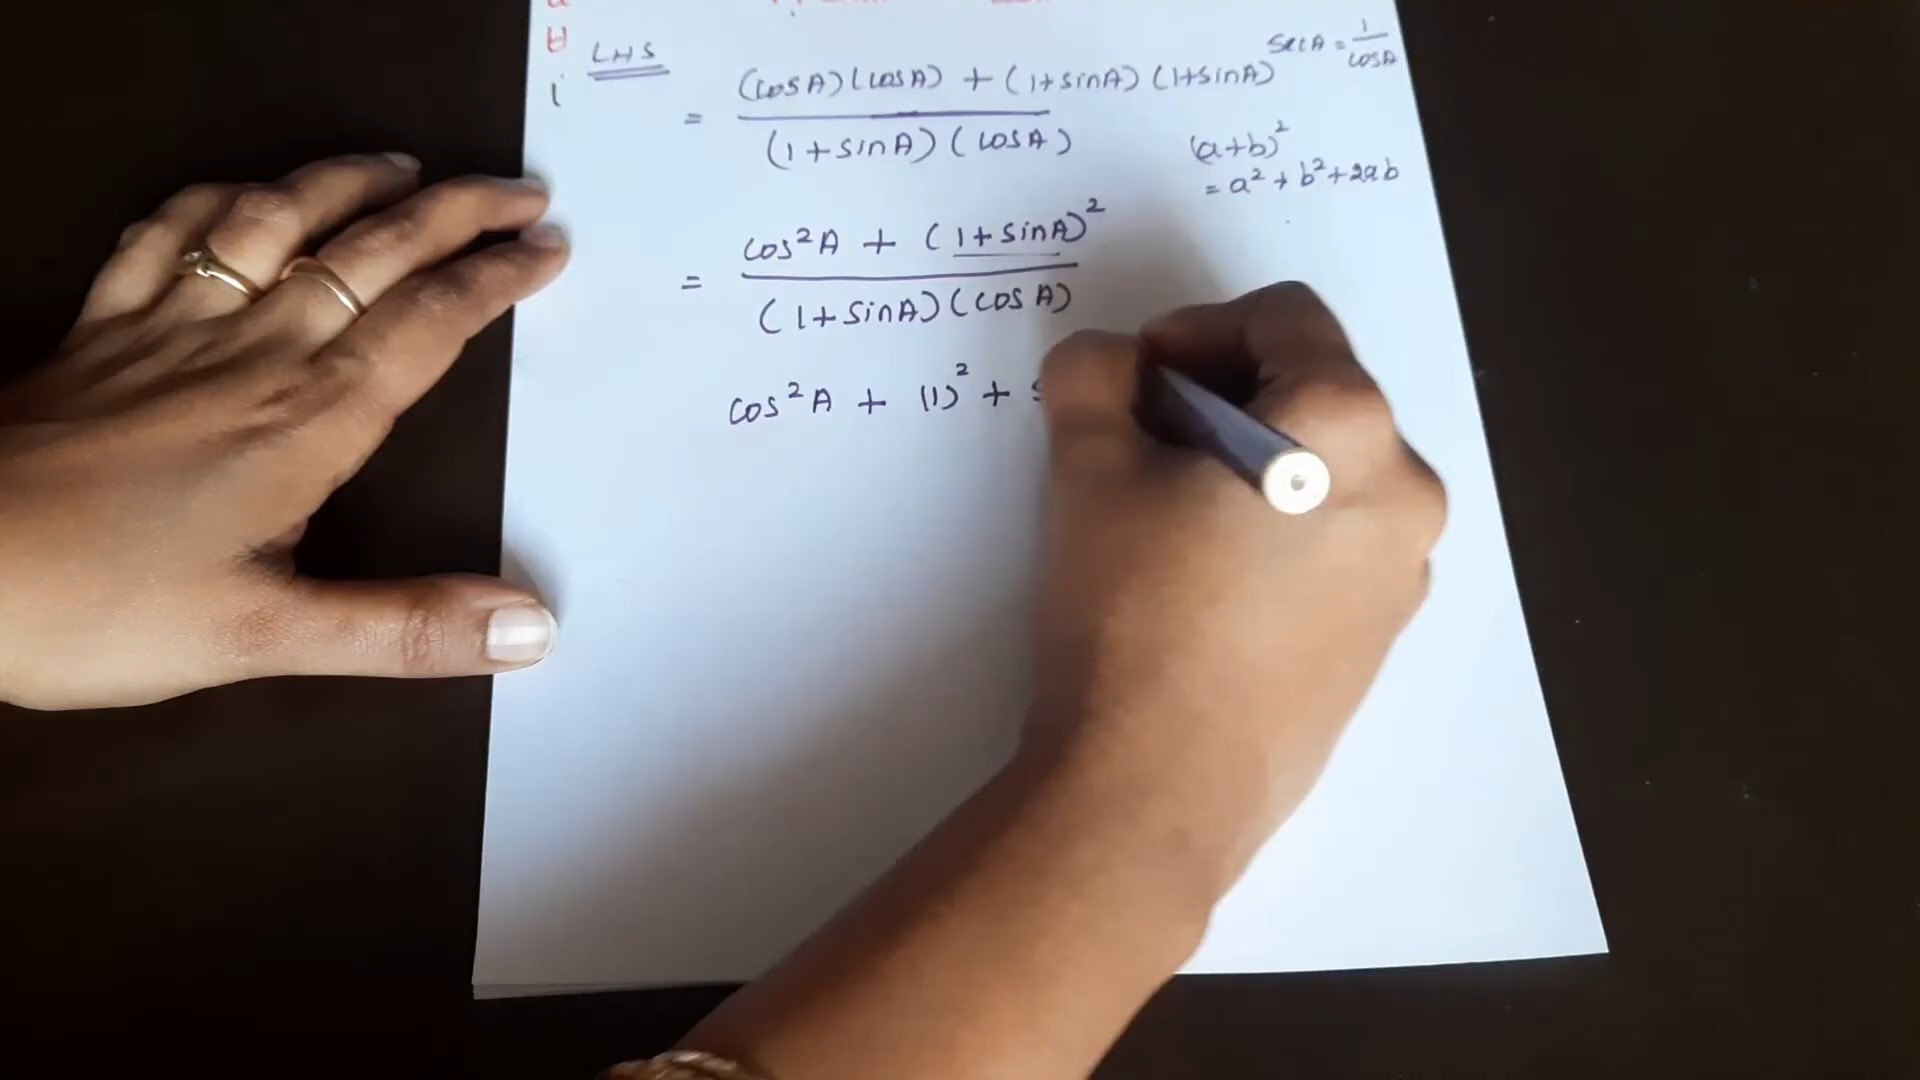 LHS
secA = 1/cosA
= (cosA)(cosA) + (1+sinA)(1+sinA) / (1+sinA)(cosA)
(a+b)²
= a² + b² + 2ab
= cos²A + (1+sinA)² / (1+sinA)(cosA)
cos²A + (1)² + s